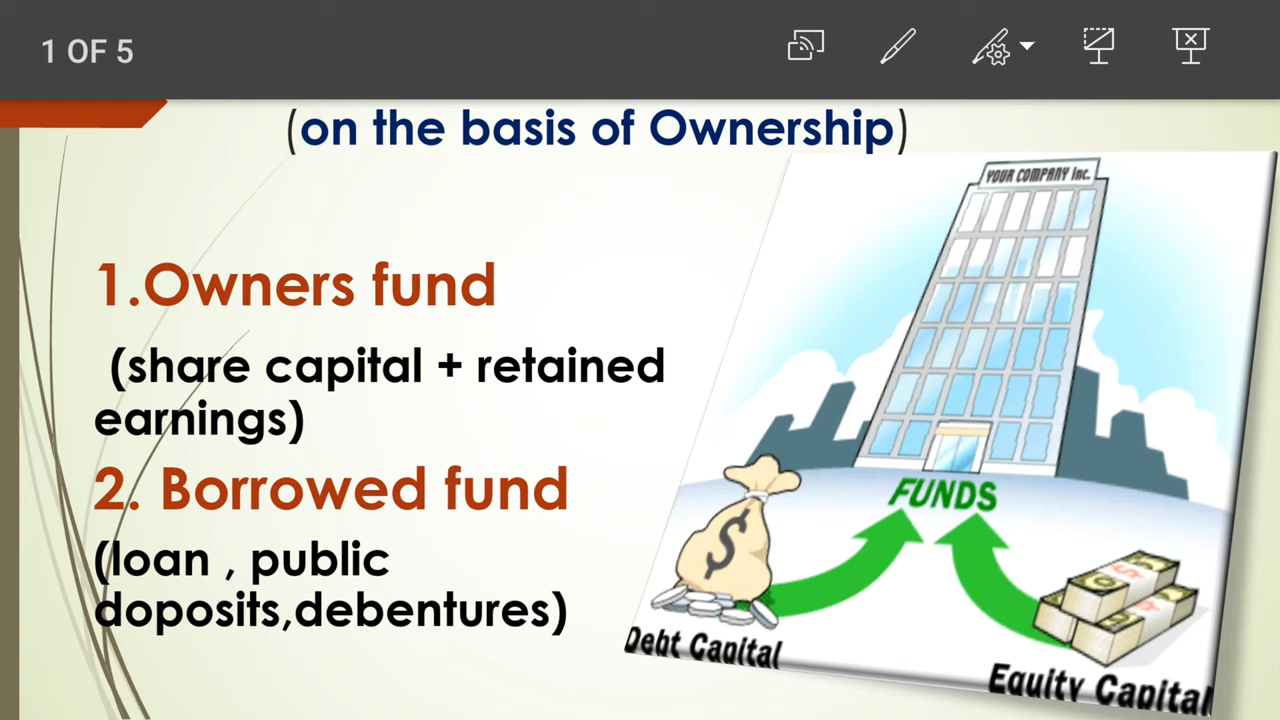 1 OF 5
(on the basis of Ownership)
YOUR COMPANY Inc.
1.Owners fund
(share capital + retained
earnings)
2. Borrowed fund
(loan , public
doposits,debentures)
FUNDS
$
Debt Capital
Equity Capital